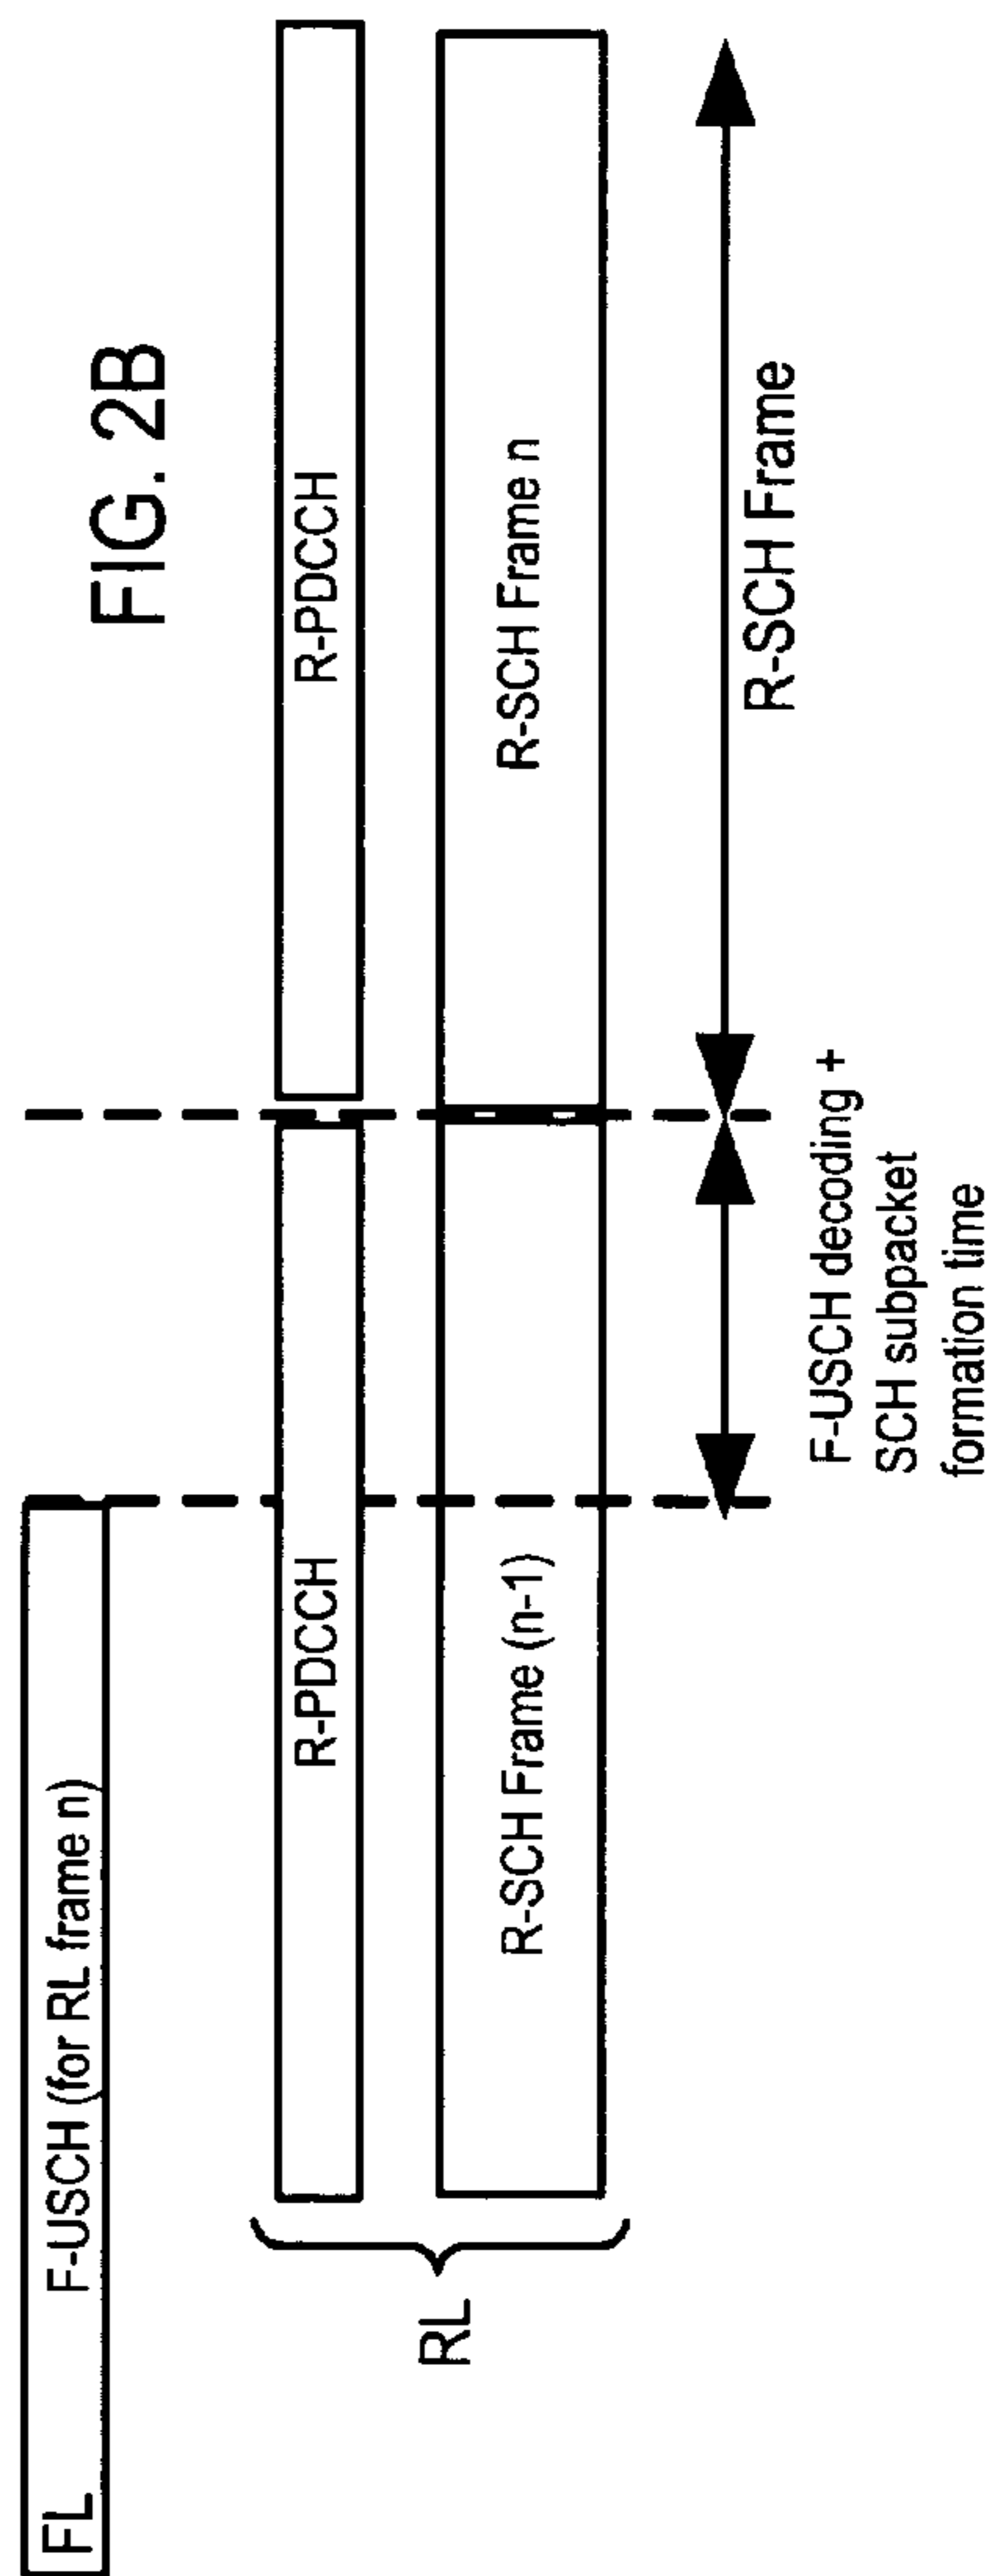 FIG. 2B
FL
F-USCH (for RL frame n)
RL
R-PDCCH
R-PDCCH
R-SCH Frame (n-1)
R-SCH Frame n
F-USCH decoding +
SCH subpacket
formation time
R-SCH Frame